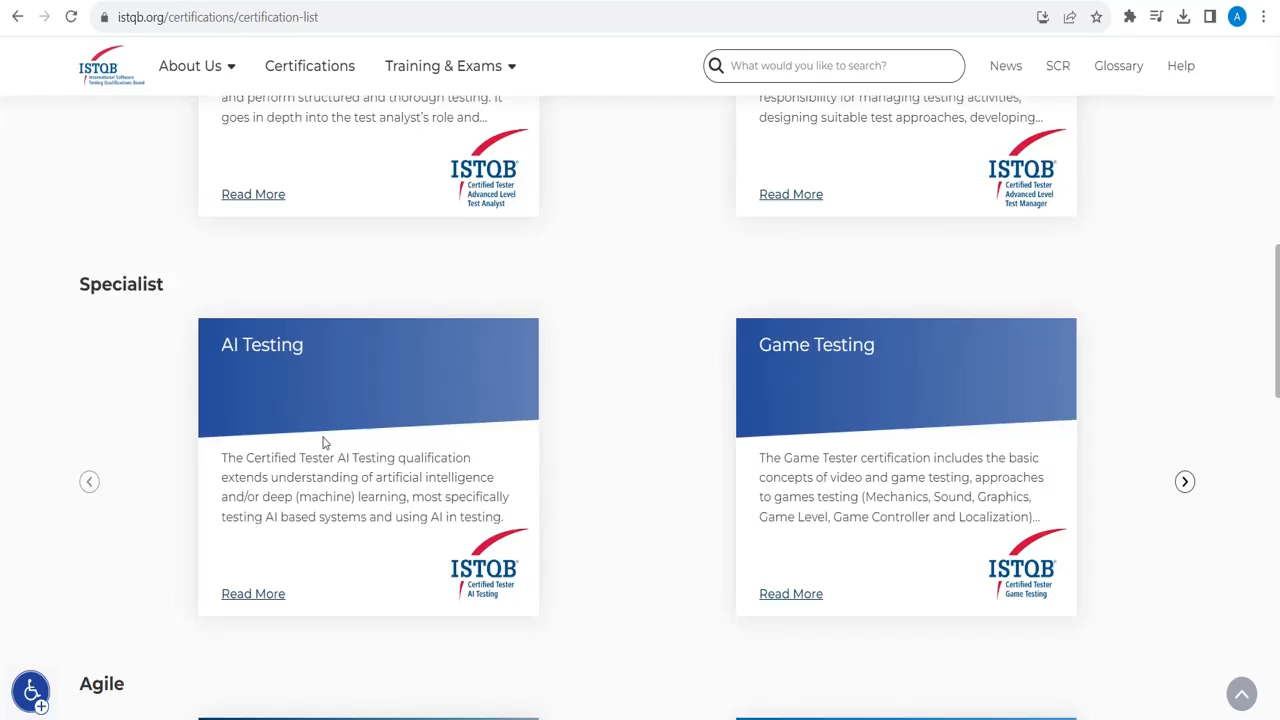 istqb.org/certifications/certification-list
A
ISTQB
International Software
Testing Qualifications Board
About Us
Certifications
Training & Exams
What would you like to search?
News
SCR
Glossary
Help
and perform structured and thorough testing. It
goes in depth into the test analyst's role and...
Read More
ISTQB®
Certified Tester
Advanced Level
Test Analyst
responsibility for managing testing activities,
designing suitable test approaches, developing...
Read More
ISTQB®
Certified Tester
Advanced Level
Test Manager
Specialist
AI Testing
The Certified Tester AI Testing qualification
extends understanding of artificial intelligence
and/or deep (machine) learning, most specifically
testing AI based systems and using AI in testing.
Read More
ISTQB®
Certified Tester
AI Testing
Game Testing
The Game Tester certification includes the basic
concepts of video and game testing, approaches
to games testing (Mechanics, Sound, Graphics,
Game Level, Game Controller and Localization)...
Read More
ISTQB®
Certified Tester
Game Testing
Agile